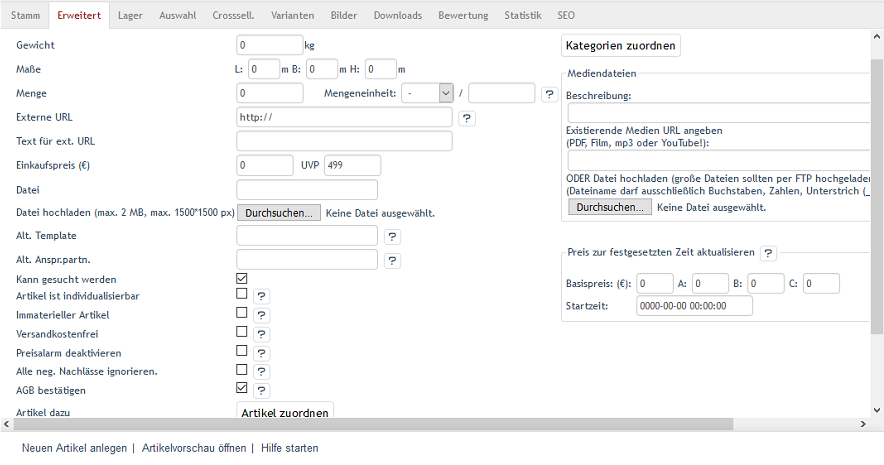 Stamm Erweitert Lager Auswahl Crosssell. Varianten Bilder Downloads Bewertung Statistik SEO
Gewicht 0 kg
Maße L: 0 m B: 0 m H: 0 m
Menge 0 Mengeneinheit: - / ?
Externe URL http:// ?
Text für ext. URL
Einkaufspreis (€) 0 UVP 499
Datei
Datei hochladen (max. 2 MB, max. 1500*1500 px) Durchsuchen... Keine Datei ausgewählt.
Alt. Template ?
Alt. Anspr.partn. ?
Kann gesucht werden
Artikel ist individualisierbar ?
Immaterieller Artikel ?
Versandkostenfrei ?
Preisalarm deaktivieren ?
Alle neg. Nachlässe ignorieren. ?
AGB bestätigen ?
Artikel dazu Artikel zuordnen
Kategorien zuordnen
Mediendateien
Beschreibung:
Existierende Medien URL angeben
(PDF, Film, mp3 oder YouTube!):
ODER Datei hochladen (große Dateien sollten per FTP hochgeladen
(Dateiname darf ausschließlich Buchstaben, Zahlen, Unterstrich (_
Durchsuchen... Keine Datei ausgewählt.
Preis zur festgesetzten Zeit aktualisieren ?
Basispreis: (€): 0 A: 0 B: 0 C: 0
Startzeit: 0000-00-00 00:00:00
Neuen Artikel anlegen | Artikelvorschau öffnen | Hilfe starten